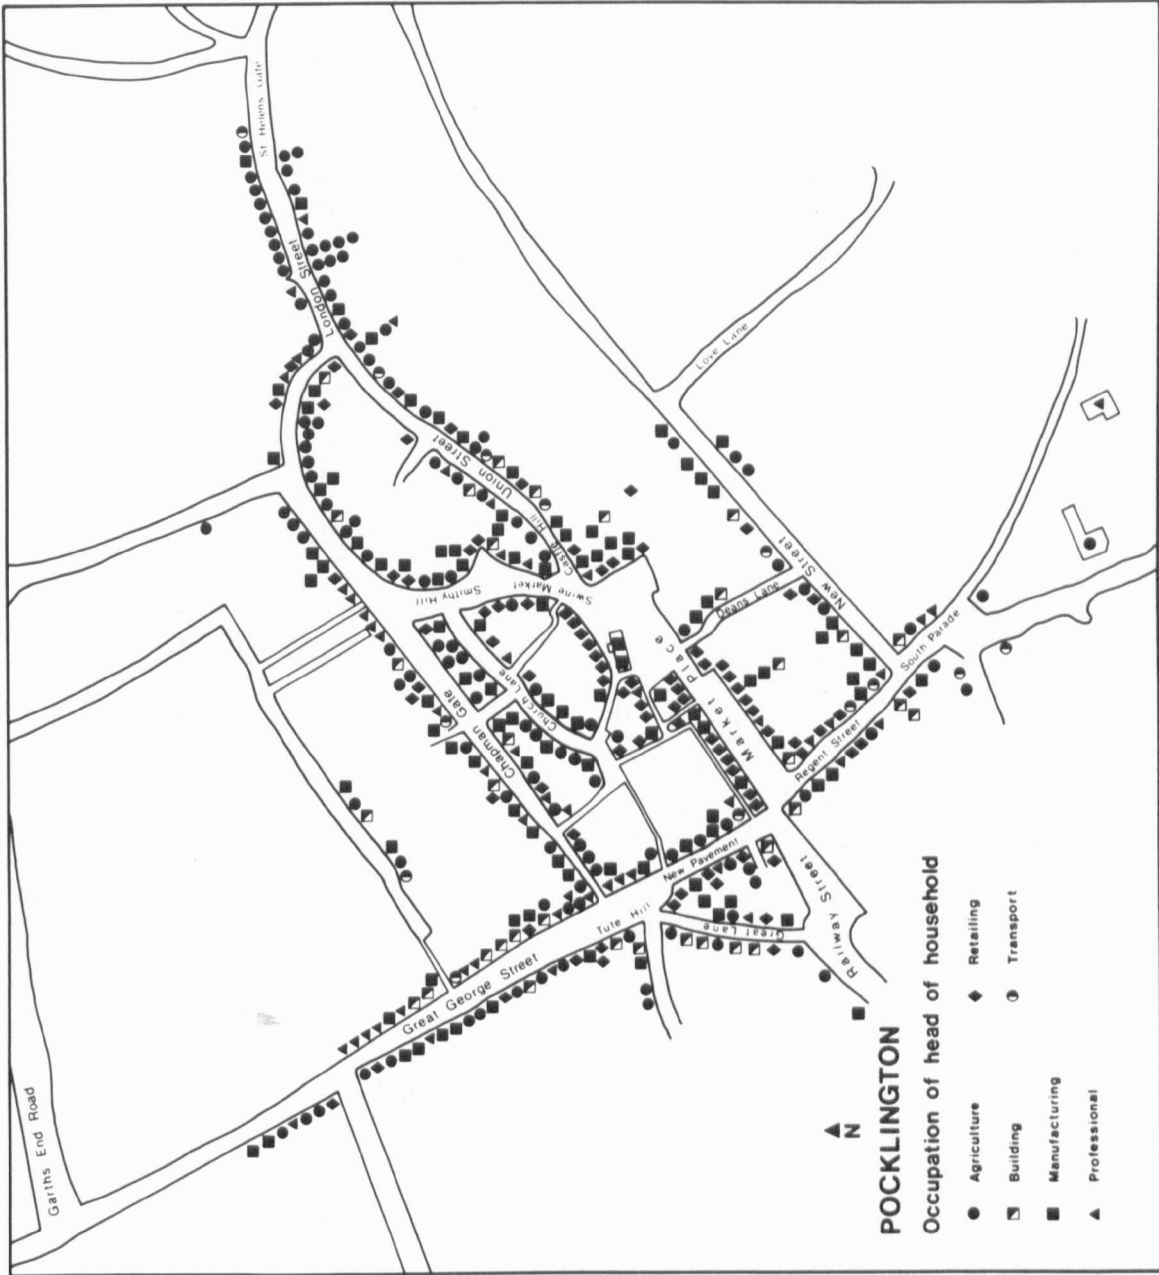 Garths End Road
Great George Street
St Helens Gate
London Street
Union Street
Castle Hill
Swine Market
Smithy Hill
Chapman Gate
Church Lane
Market Place
Deans Lane
New Street
Love Lane
South Parade
Regent Street
New Pavement
Tute Hill
Great Lane
Railway Street
N
POCKLINGTON
Occupation of head of household
Agriculture
Building
Manufacturing
Professional
Retailing
Transport